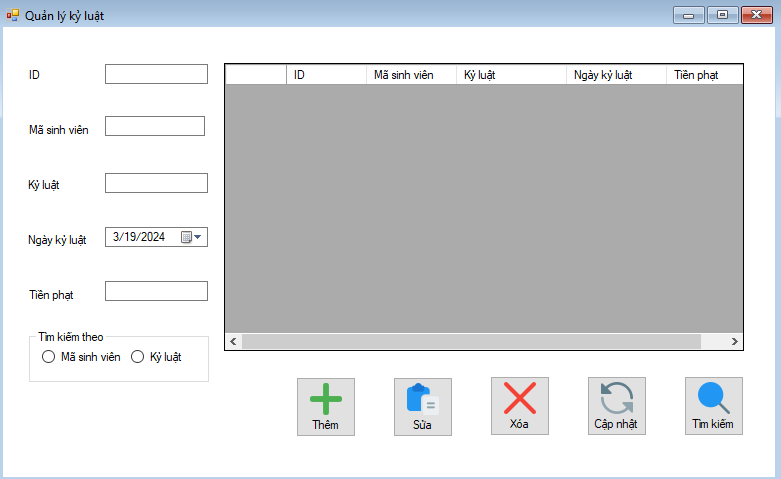 Quản lý kỷ luật
ID
Mã sinh viên
Kỷ luật
Ngày kỷ luật
3/19/2024
Tiền phạt
Tìm kiếm theo
Mã sinh viên
Kỷ luật
ID
Mã sinh viên
Kỷ luật
Ngày kỷ luật
Tiền phạt
Thêm
Sửa
Xóa
Cập nhật
Tìm kiếm